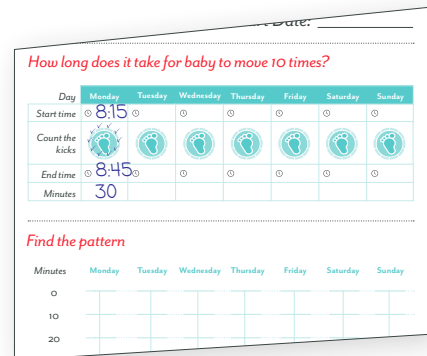 Date:
How long does it take for baby to move 10 times?
Day Monday Tuesday Wednesday Thursday Friday Saturday Sunday
Start time 8:15
Count the
kicks
End time 8:45
Minutes 30
Find the pattern
Minutes Monday Tuesday Wednesday Thursday Friday Saturday Sunday
0
10
20